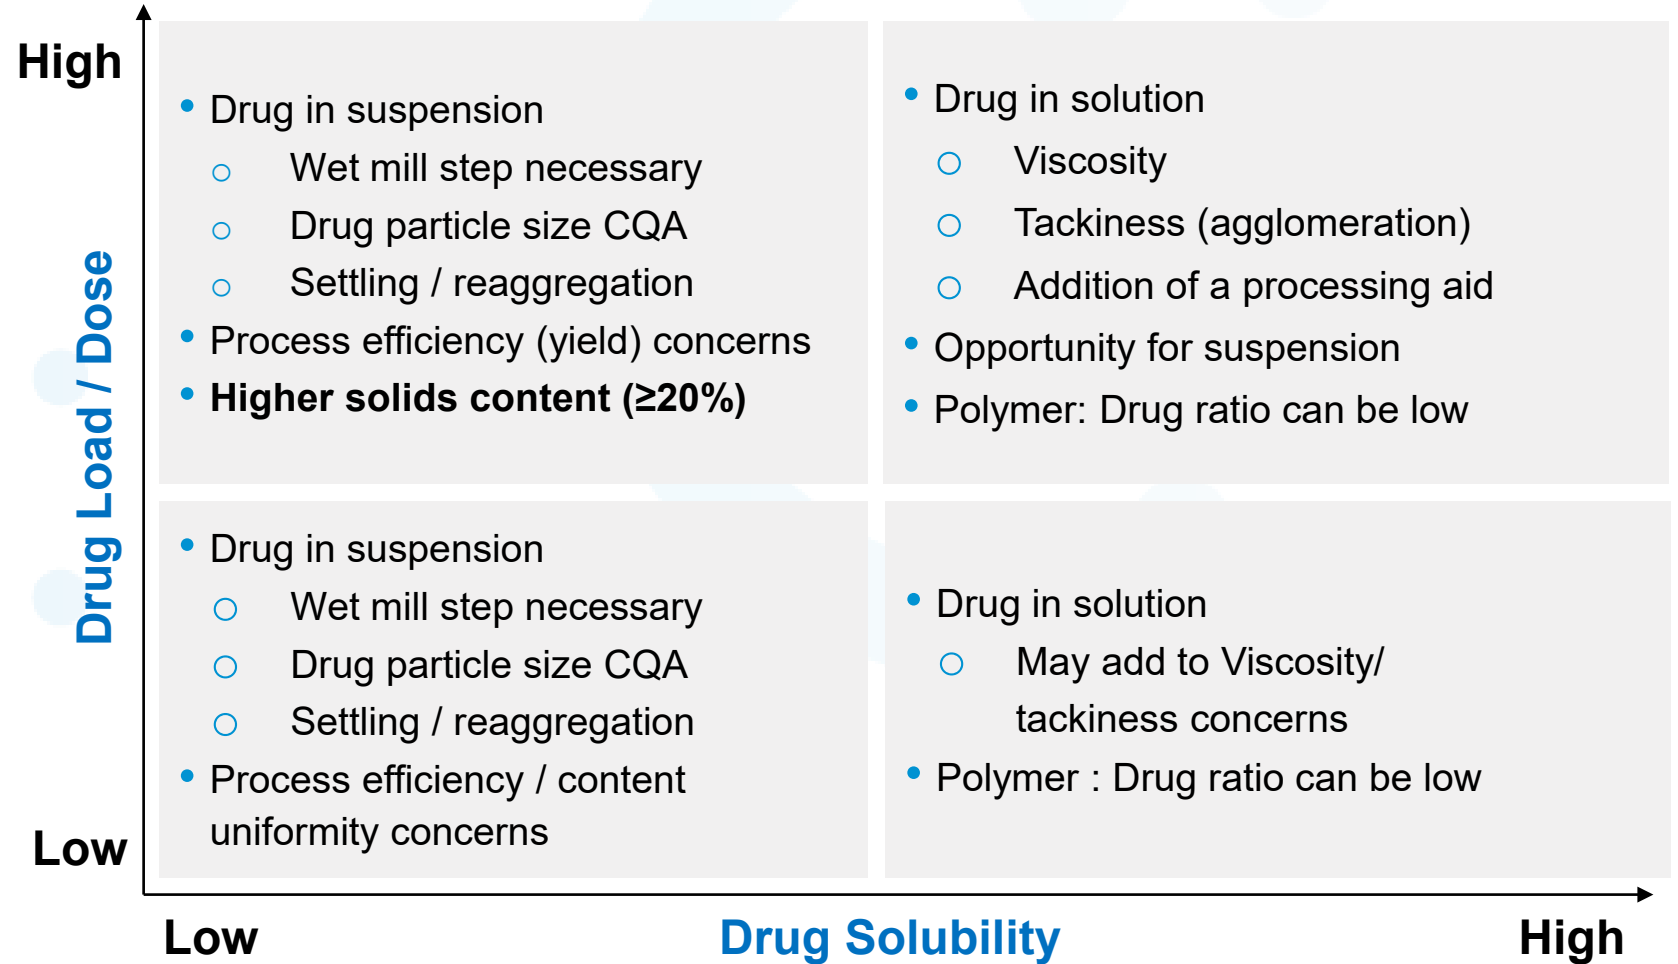 High
Drug Load / Dose
Low
• Drug in suspension
o Wet mill step necessary
o Drug particle size CQA
o Settling / reaggregation
• Process efficiency (yield) concerns
• Higher solids content (≥20%)
• Drug in solution
o Viscosity
o Tackiness (agglomeration)
o Addition of a processing aid
• Opportunity for suspension
• Polymer: Drug ratio can be low
• Drug in suspension
o Wet mill step necessary
o Drug particle size CQA
o Settling / reaggregation
• Process efficiency / content
uniformity concerns
• Drug in solution
o May add to Viscosity/
tackiness concerns
• Polymer : Drug ratio can be low
Low
Drug Solubility
High